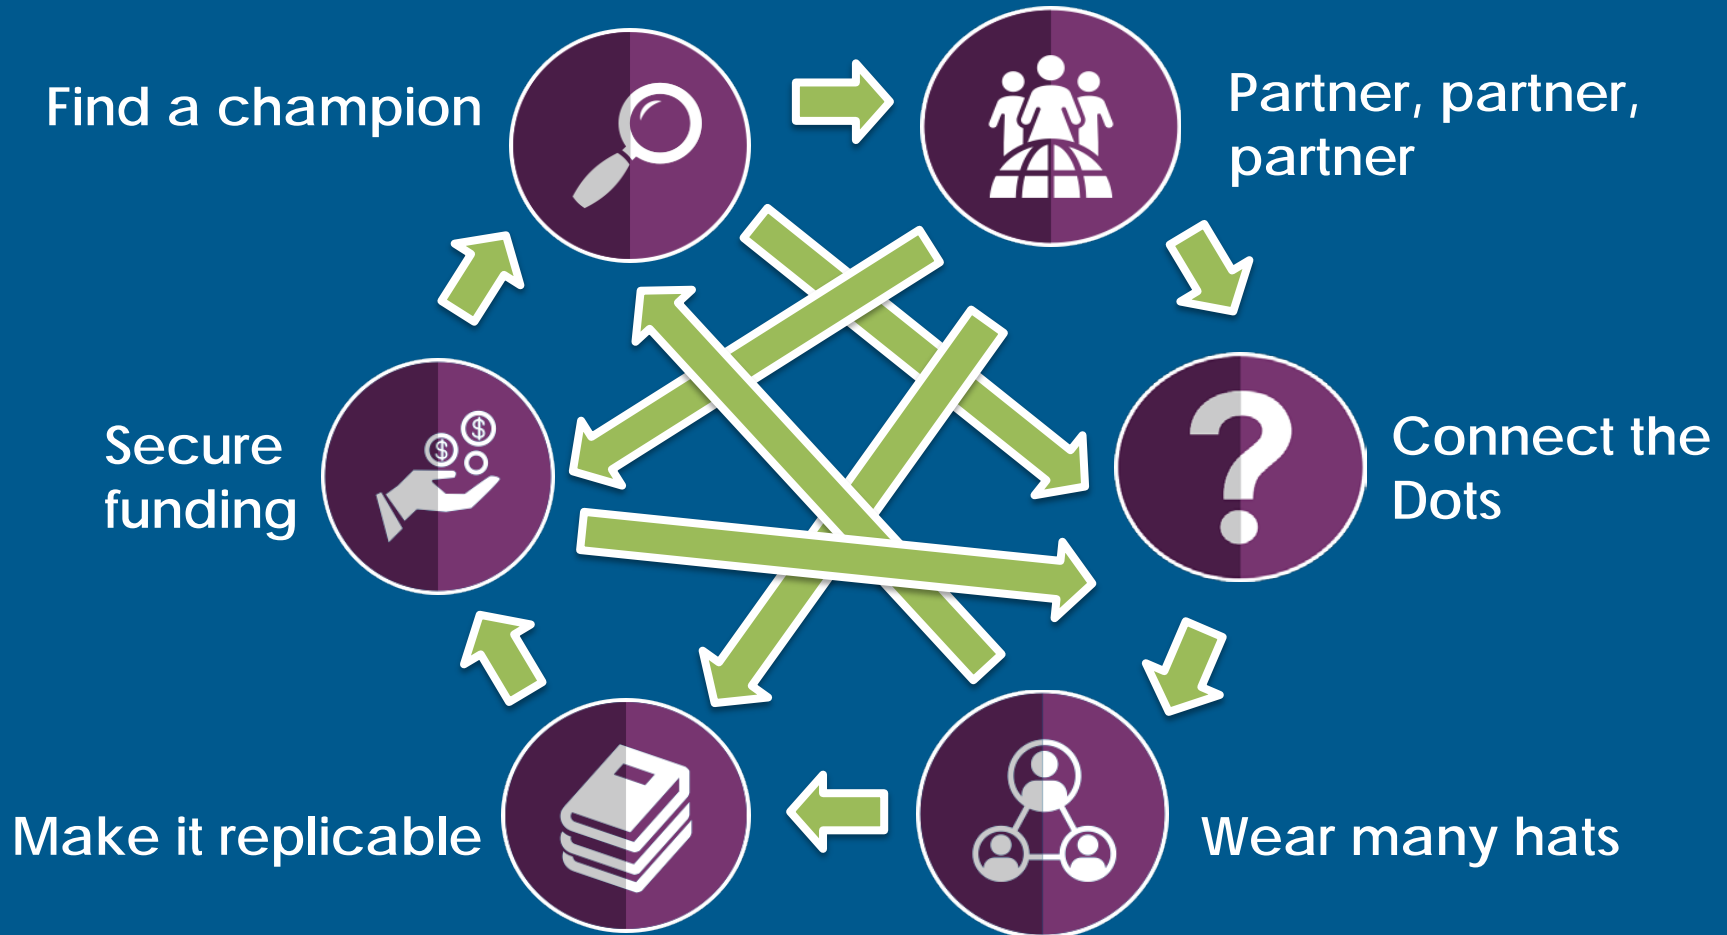 Find a champion
Partner, partner,
partner
Connect the
Dots
Wear many hats
Make it replicable
Secure
funding
$
$
?